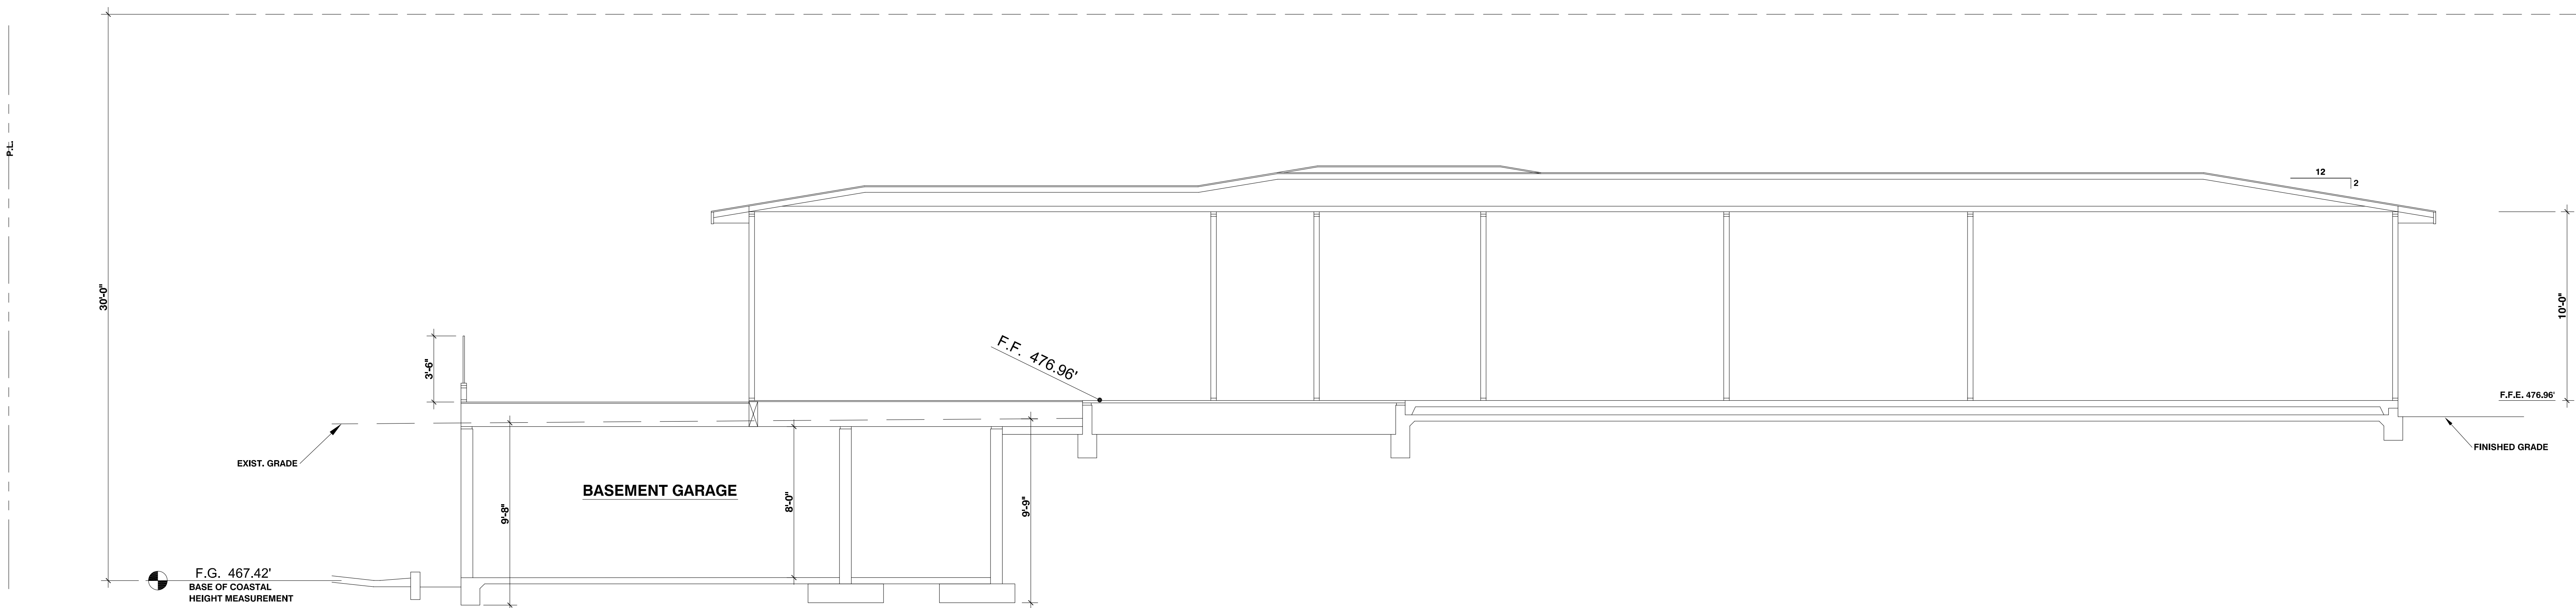 P.L.
30'-0"
12
2
10'-0"
3'-6"
F.F. 476.96'
F.F.E. 476.96'
EXIST. GRADE
FINISHED GRADE
BASEMENT GARAGE
9'-8"
8'-0"
9'-9"
F.G. 467.42'
BASE OF COASTAL
HEIGHT MEASUREMENT